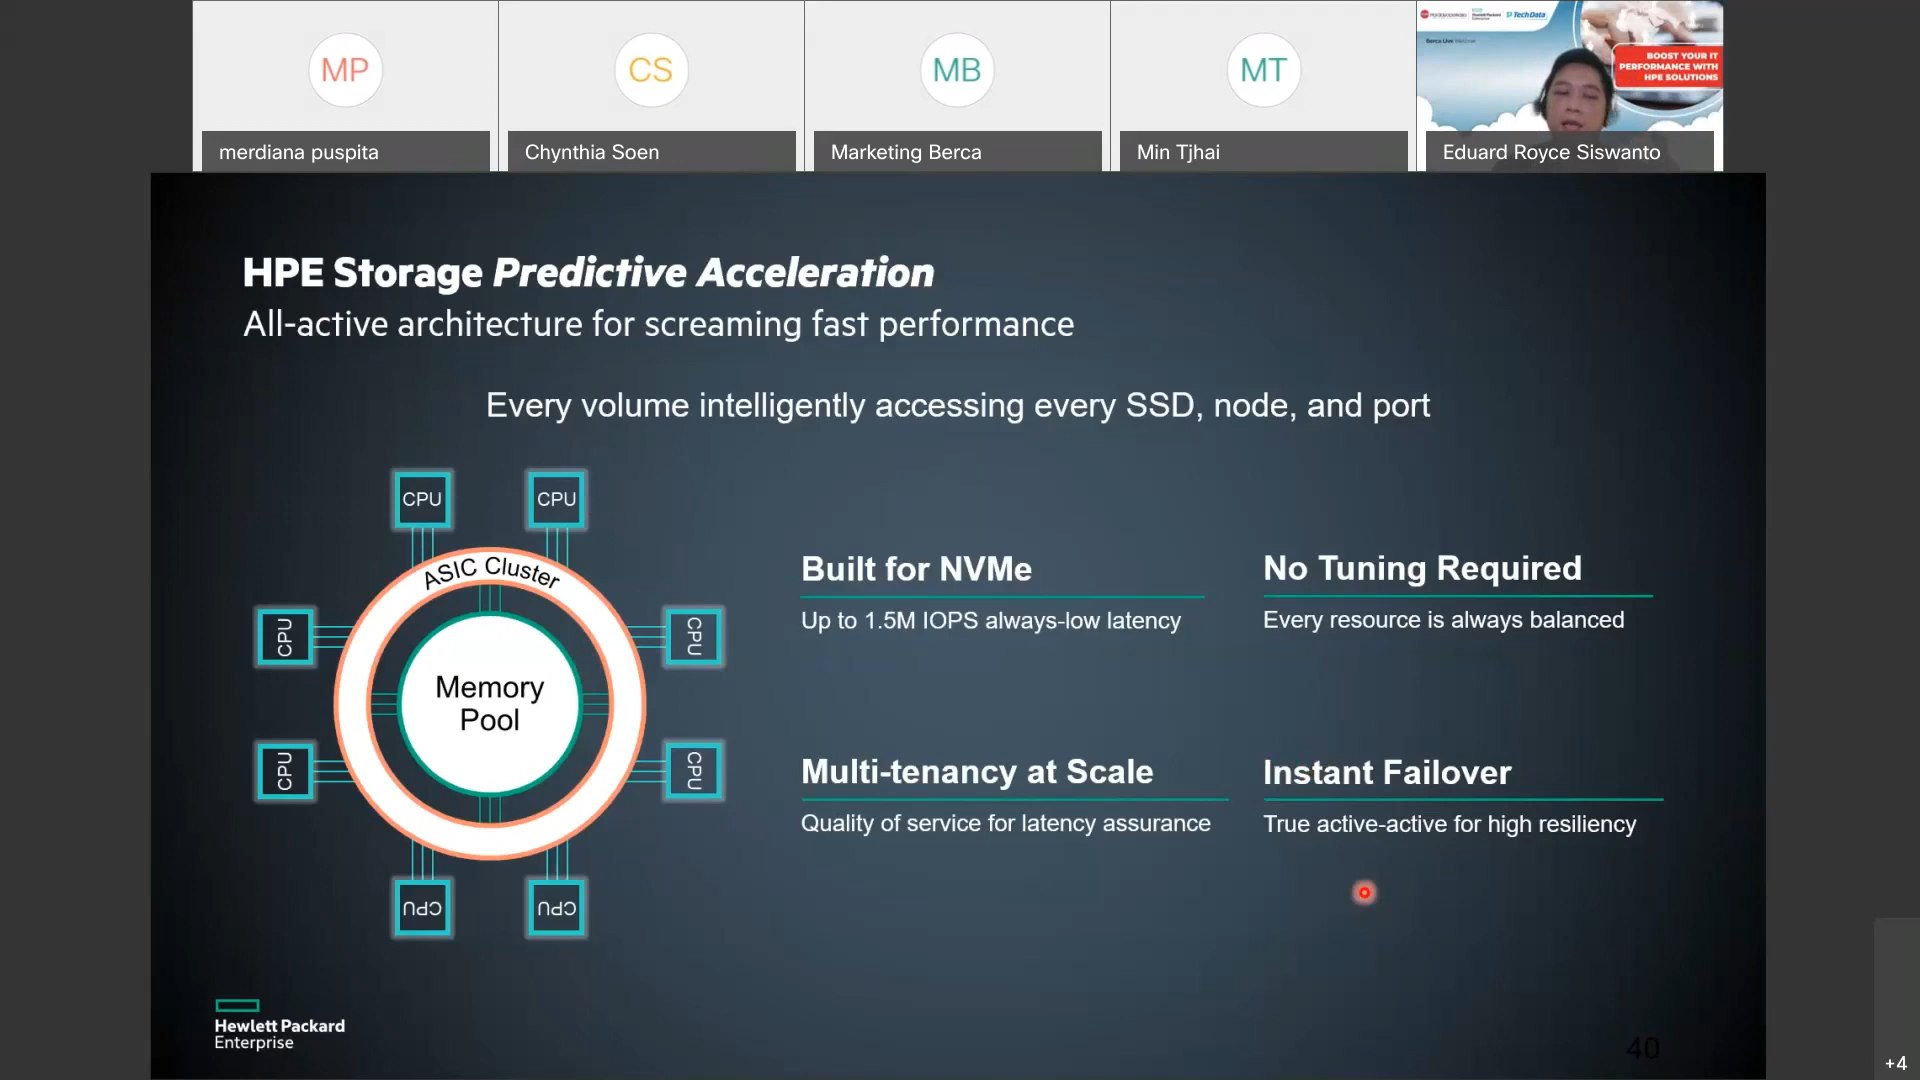 MP
CS
MB
MT
merdiana puspita
Chynthia Soen
Marketing Berca
Min Tjhai
Eduard Royce Siswanto
Hewlett Packard
Enterprise
Tech Data
BOOST YOUR IT
PERFORMANCE WITH
HPE SOLUTIONS
HPE Storage Predictive Acceleration
All-active architecture for screaming fast performance
Every volume intelligently accessing every SSD, node, and port
CPU
CPU
ASIC Cluster
CPU
CPU
Memory
Pool
CPU
CPU
CPU
CPU
Built for NVMe
Up to 1.5M IOPS always-low latency
No Tuning Required
Every resource is always balanced
Multi-tenancy at Scale
Quality of service for latency assurance
Instant Failover
True active-active for high resiliency
Hewlett Packard
Enterprise
40
+4